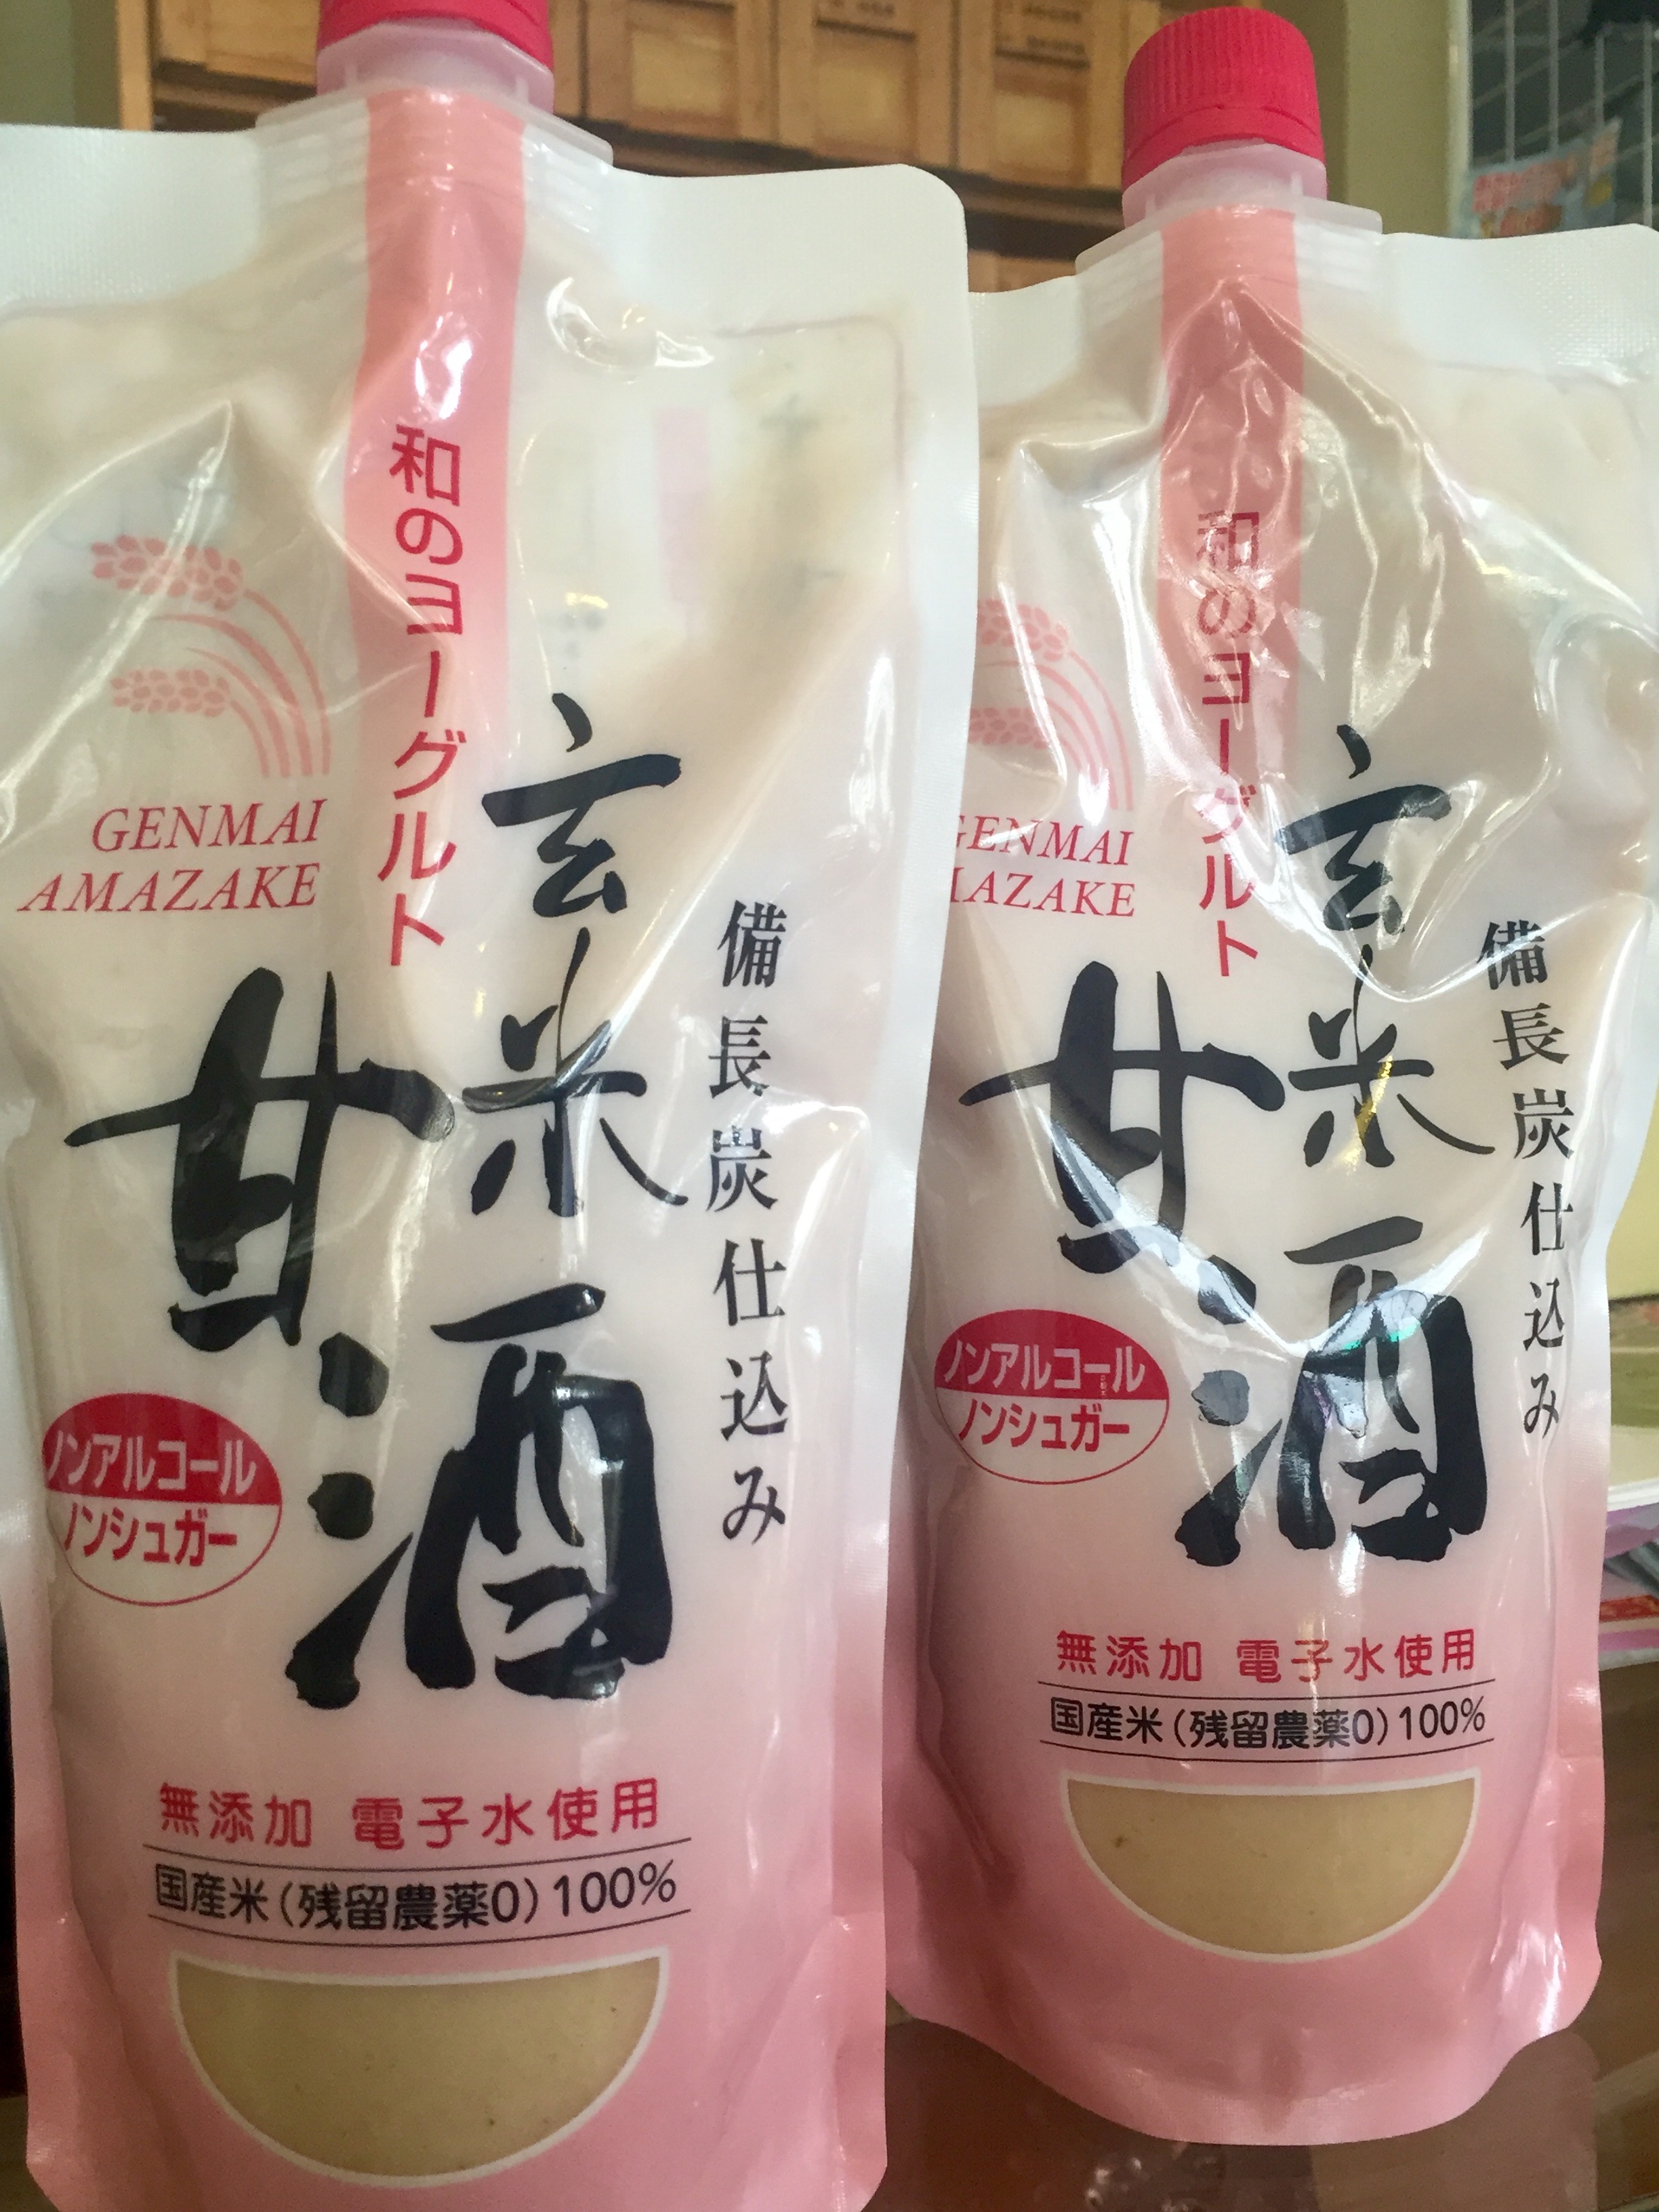 和のヨーグルト
GENMAI
AMAZAKE
備長炭仕込み
玄米
甘酒
ノンアルコール
ノンシュガー
無添加 電子水使用
国産米(残留農薬0)100%
和のヨーグルト
GENMAI
MAZAKE
備長炭仕込み
玄米
甘酒
ノンアルコール
ノンシュガー
無添加 電子水使用
国産米(残留農薬0)100%